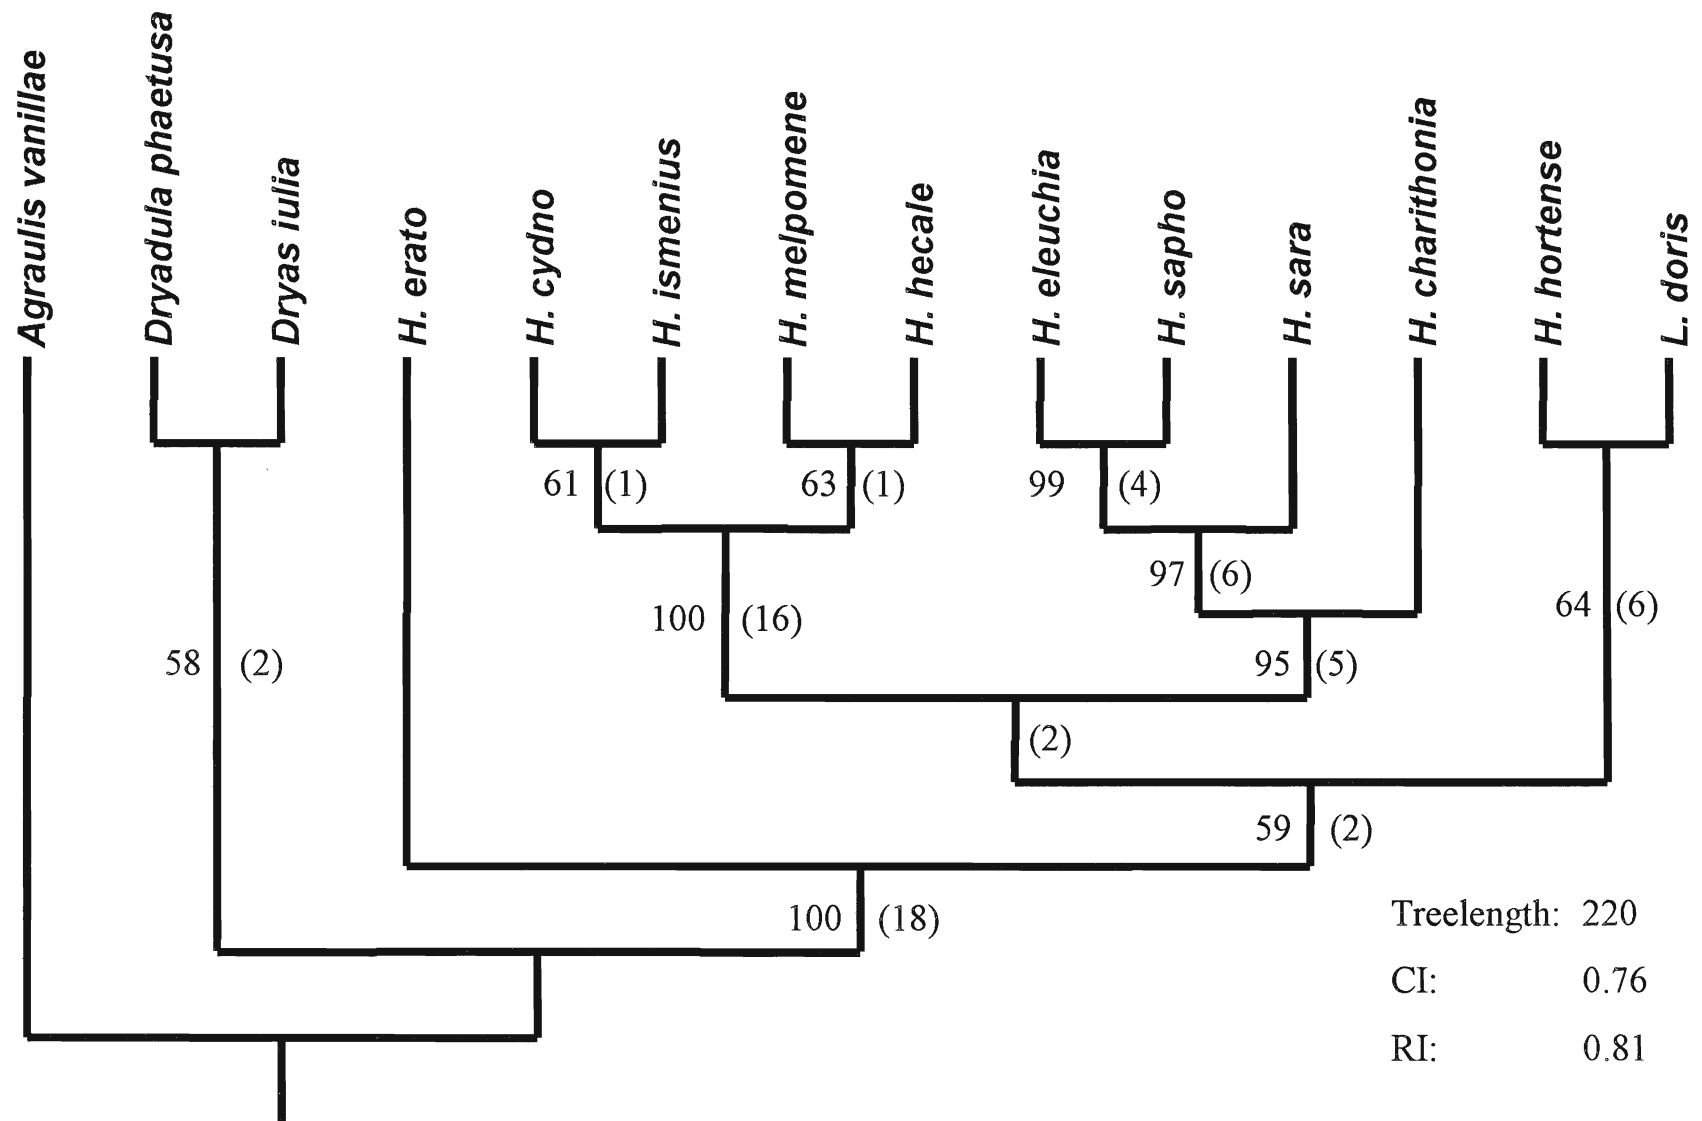 Agraulis vanillae
Dryadula phaetusa
Dryas iulia
H. erato
H. cydno
H. ismenius
H. melpomene
H. hecale
H. eleuchia
H. sapho
H. sara
H. charithonia
H. hortense
L. doris
61 (1)
63 (1)
99 (4)
97 (6)
100 (16)
64 (6)
58 (2)
95 (5)
(2)
59 (2)
100 (18)
Treelength: 220
CI: 0.76
RI: 0.81